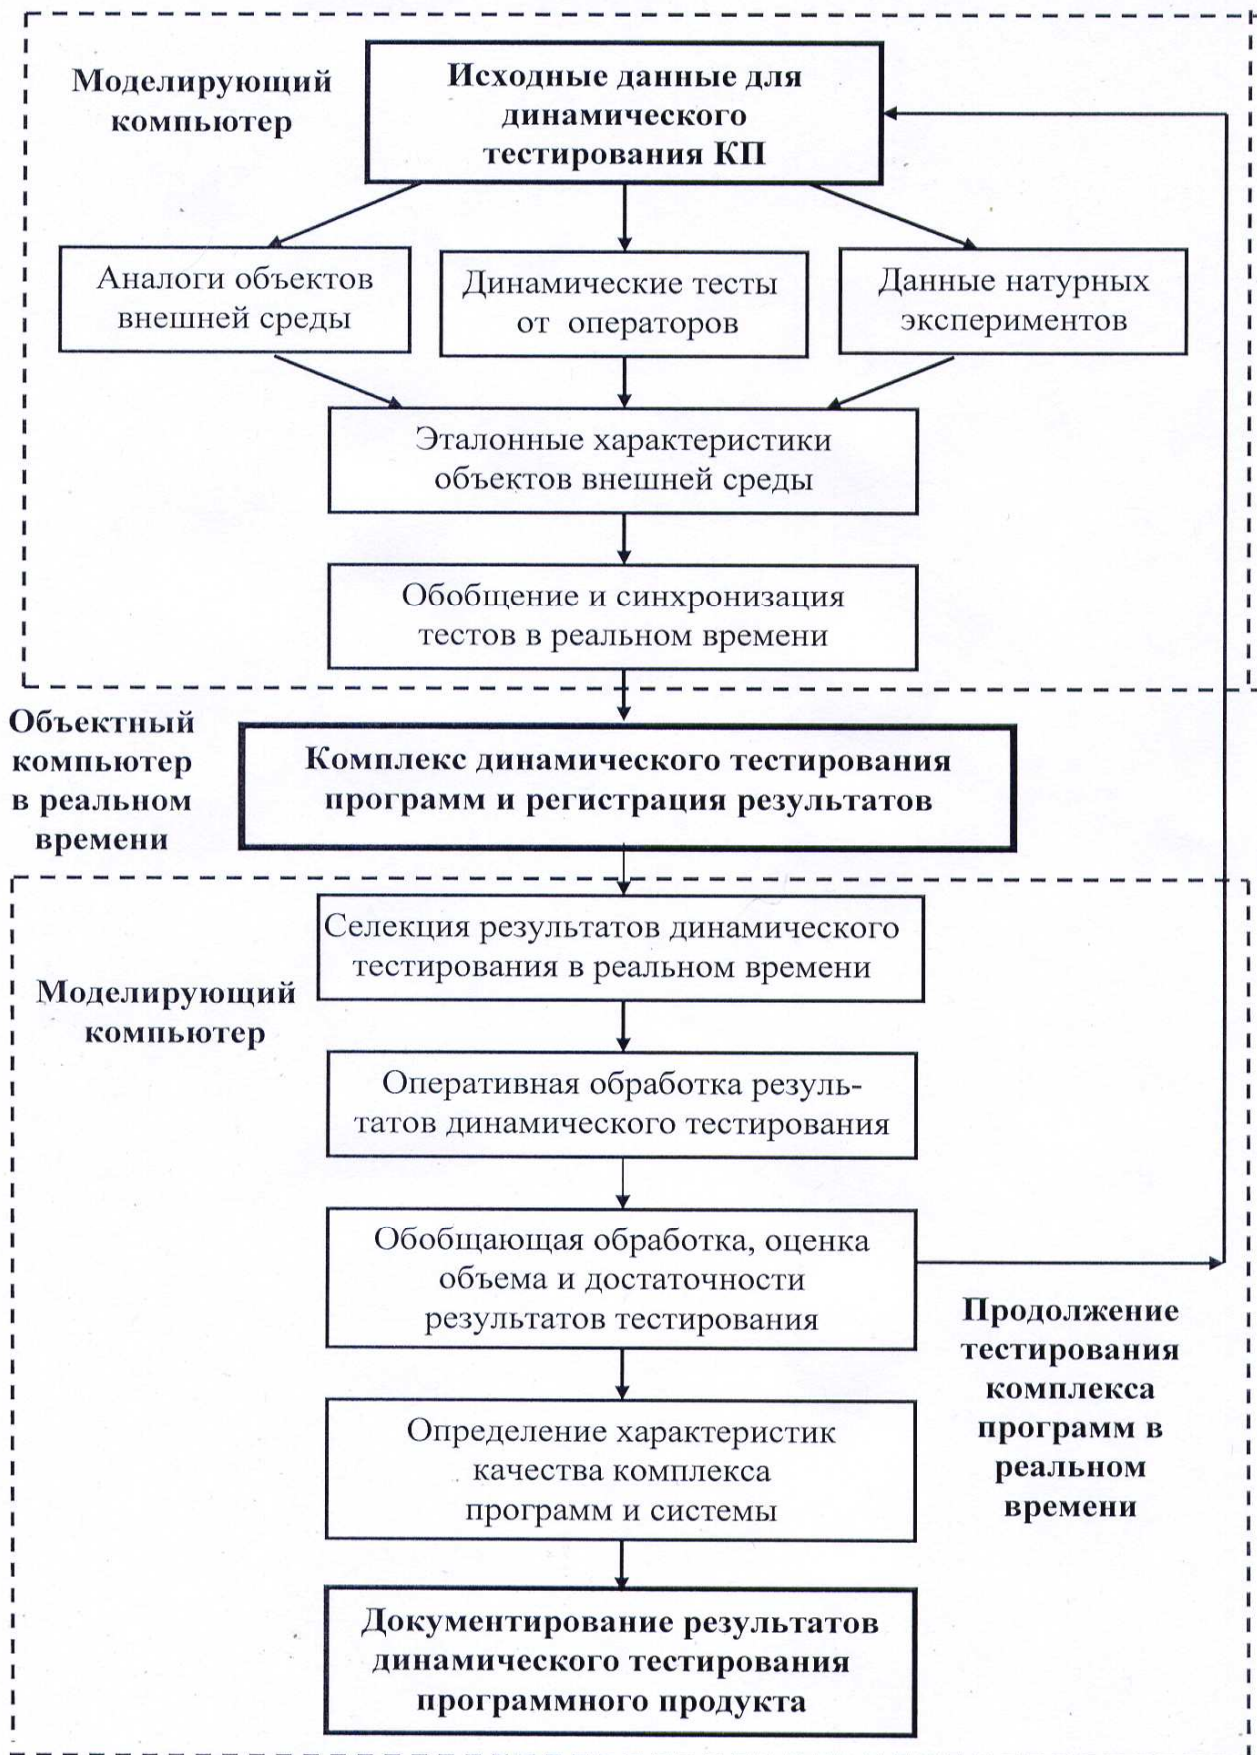 Моделирующий
компьютер
Исходные данные для
динамического
тестирования КП
Аналоги объектов
внешней среды
Динамические тесты
от операторов
Данные натурных
экспериментов
Эталонные характеристики
объектов внешней среды
Обобщение и синхронизация
тестов в реальном времени
Объектный
компьютер
в реальном
времени
Комплекс динамического тестирования
программ и регистрация результатов
Моделирующий
компьютер
Селекция результатов динамического
тестирования в реальном времени
Оперативная обработка резуль-
татов динамического тестирования
Обобщающая обработка, оценка
объема и достаточности
результатов тестирования
Продолжение
тестирования
комплекса
программ в
реальном
времени
Определение характеристик
качества комплекса
программ и системы
Документирование результатов
динамического тестирования
программного продукта